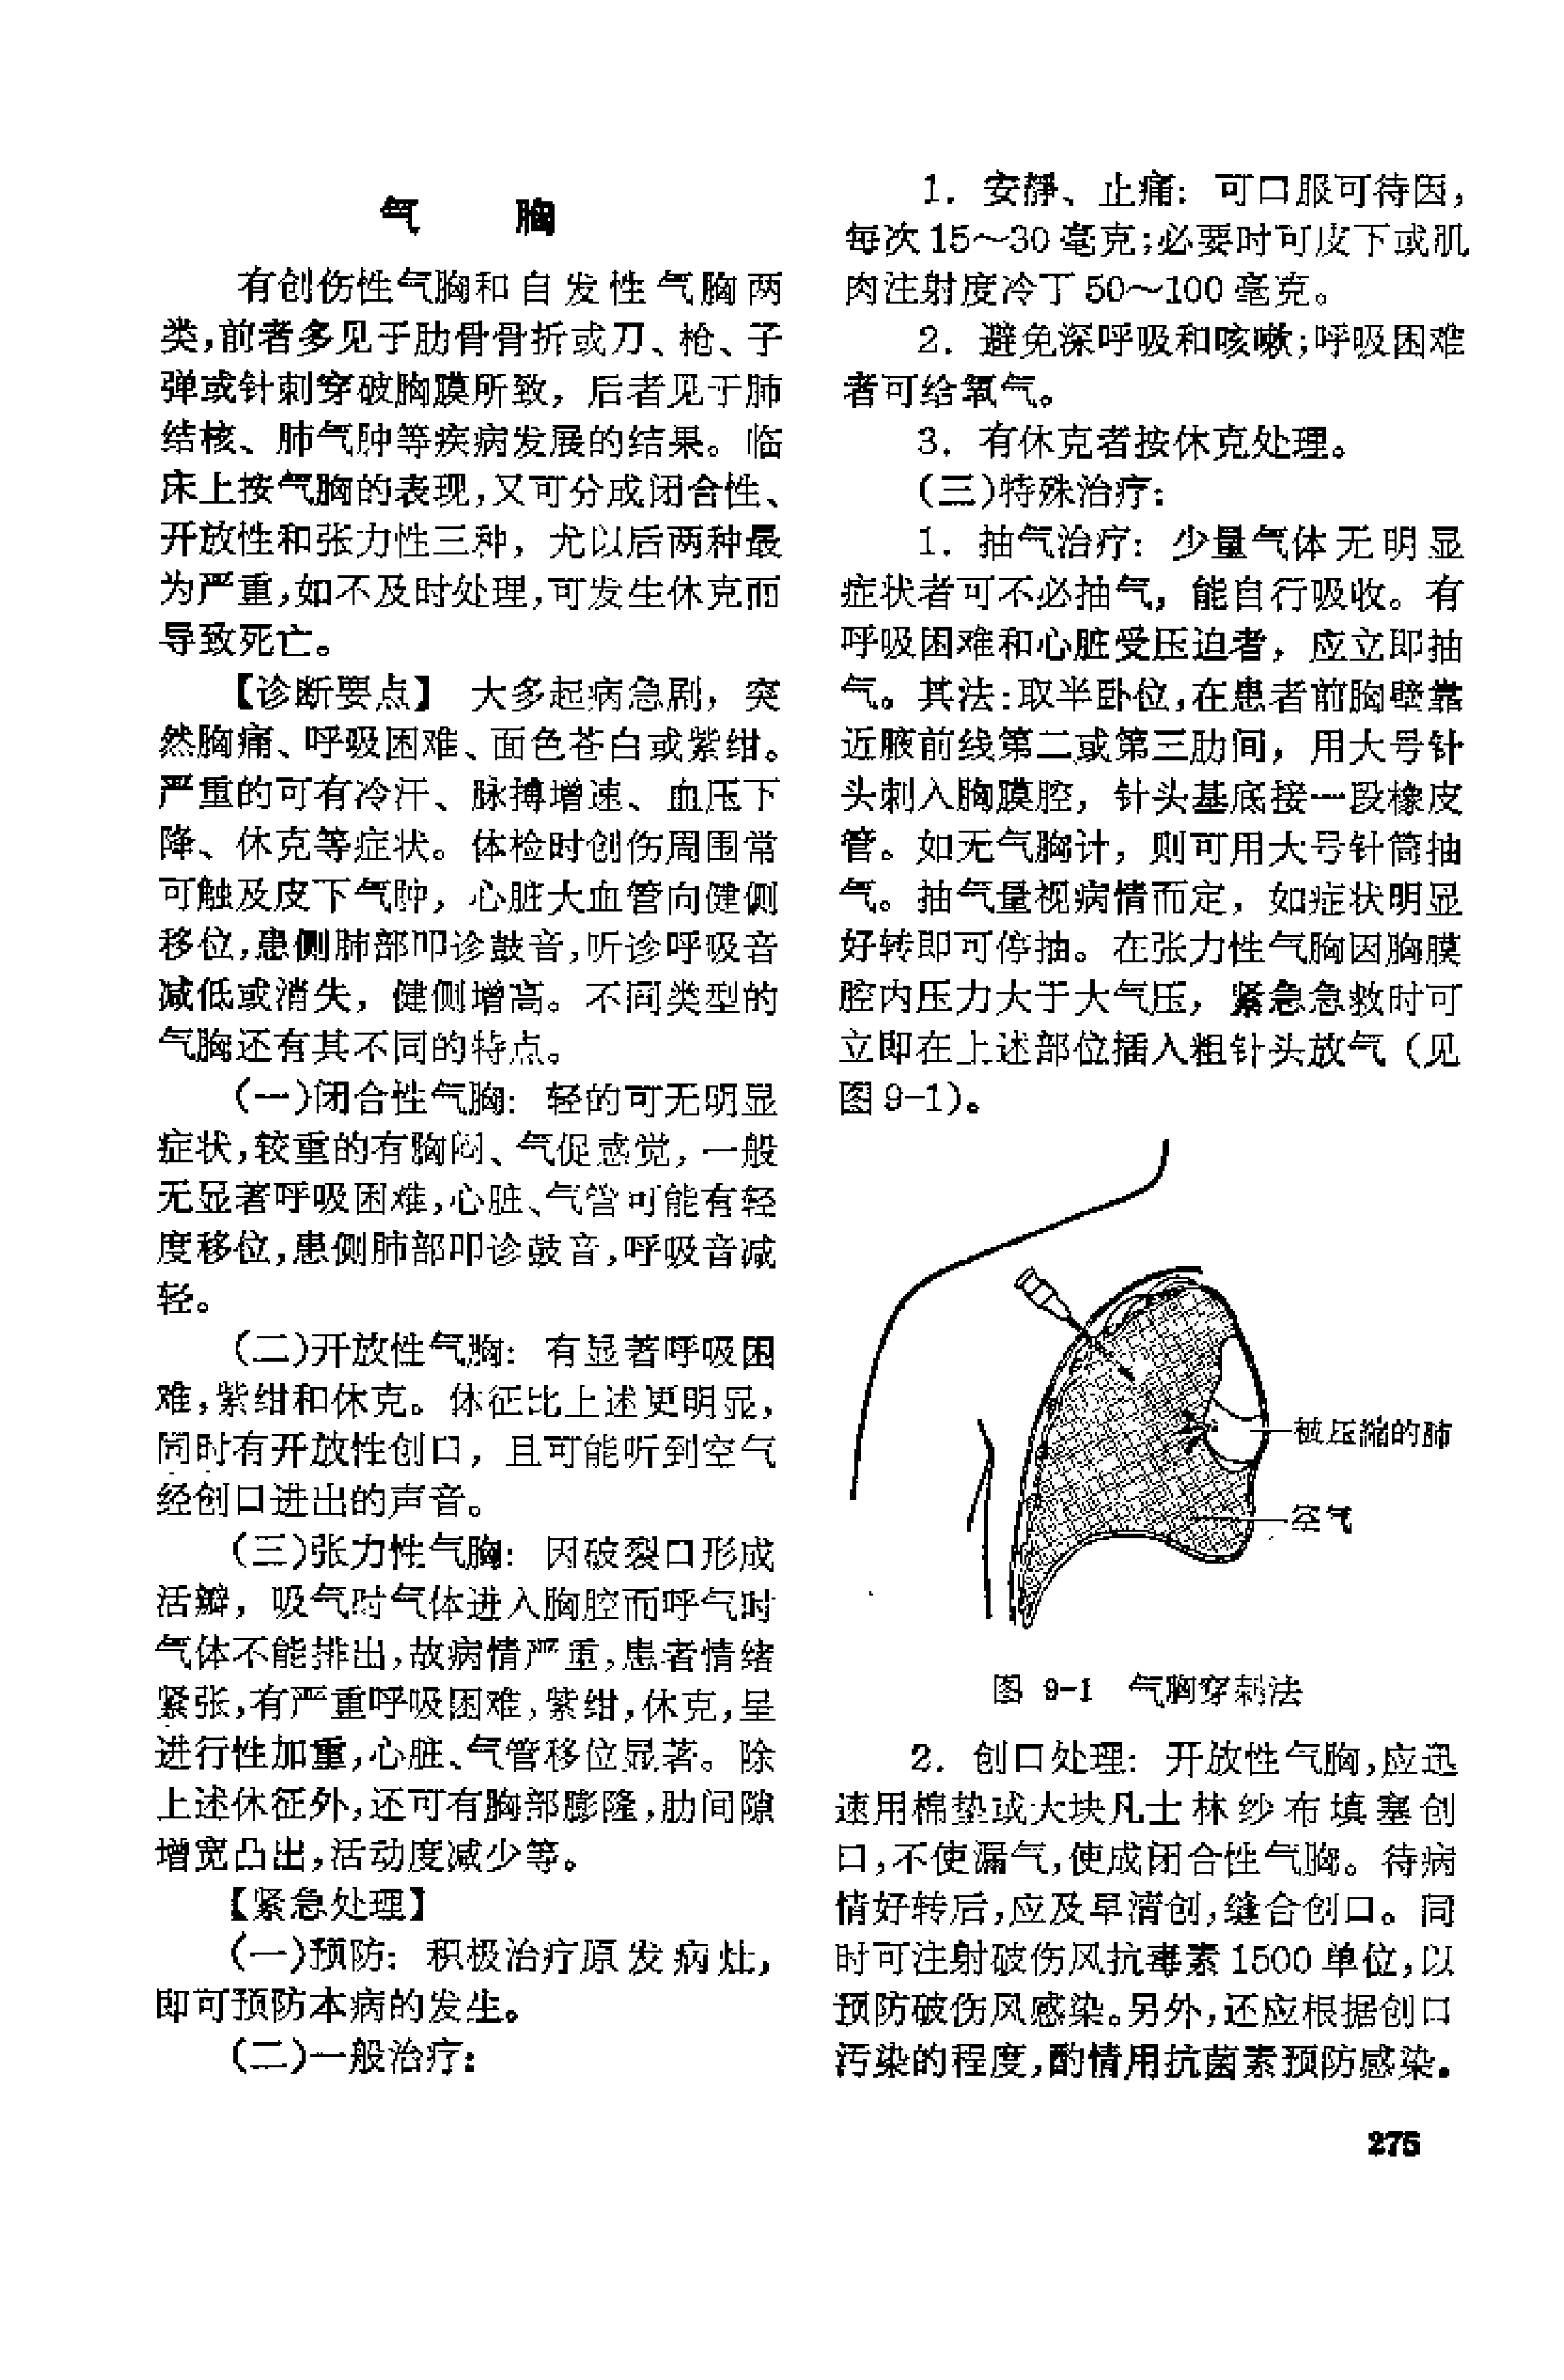 气胸
有创伤性气胸和自发性气胸两
类,前者多见于肋骨骨折或刀、枪、子
弹或针刺穿破胸膜所致，后者见于肺
结核、肺气肿等疾病发展的结果。临
床上按气胸的表现,又可分成闭合性、
开放性和张力性三种，尤以后两种最
为严重,如不及时处理,可发生休克而
导致死亡。
【诊断要点】 大多起病急剧，突
然胸痛、呼吸困难、面色苍白或紫绀。
严重的可有冷汗、脉搏增速、血压下
降、休克等症状。体检时创伤周围常
可触及皮下气肿，心脏大血管向健侧
移位,患侧肺部叩诊鼓音,听诊呼吸音
减低或消失，健侧增高。不同类型的
气胸还有其不同的特点。
(一)闭合性气胸：轻的可无明显
症状,较重的有胸闷、气促感觉,一般
无显著呼吸困难,心脏、气管可能有轻
度移位,患侧肺部叩诊鼓音,呼吸音减
轻。
(二)开放性气胸：有显著呼吸困
难,紫绀和休克。体征比上述更明显,
同时有开放性创口，且可能听到空气
经创口进出的声音。
(三)张力性气胸：因破裂口形成
活瓣，吸气时气体进入胸腔而呼气时
气体不能排出,故病情严重,患者情绪
紧张,有严重呼吸困难,紫绀,休克,呈
进行性加重,心脏、气管移位显著。除
上述体征外,还可有胸部膨隆,肋间隙
增宽凸出,活动度减少等。
【紧急处理】
(一)预防：积极治疗原发病灶,
即可预防本病的发生。
(二)一般治疗：
1. 安静、止痛：可口服可待因，
每次15～30毫克;必要时可皮下或肌
肉注射度冷丁50～100毫克。
2. 避免深呼吸和咳嗽;呼吸困难
者可给氧气。
3. 有休克者按休克处理。
(三)特殊治疗：
1. 抽气治疗：少量气体无明显
症状者可不必抽气，能自行吸收。有
呼吸困难和心脏受压迫者，应立即抽
气。其法:取半卧位,在患者前胸壁靠
近腋前线第二或第三肋间，用大号针
头刺入胸膜腔，针头基底接一段橡皮
管。如无气胸计，则可用大号针筒抽
气。抽气量视病情而定，如症状明显
好转即可停抽。在张力性气胸因胸膜
腔内压力大于大气压，紧急急救时可
立即在上述部位插入粗针头放气（见
图9-1)。
被压缩的肺
空气
图 9-1 气胸穿刺法
2. 创口处理：开放性气胸,应迅
速用棉垫或大块凡士林纱布填塞创
口,不使漏气,使成闭合性气胸。待病
情好转后,应及早清创,缝合创口。同
时可注射破伤风抗毒素1500单位,以
预防破伤风感染。另外,还应根据创口
污染的程度,酌情用抗菌素预防感染。
275